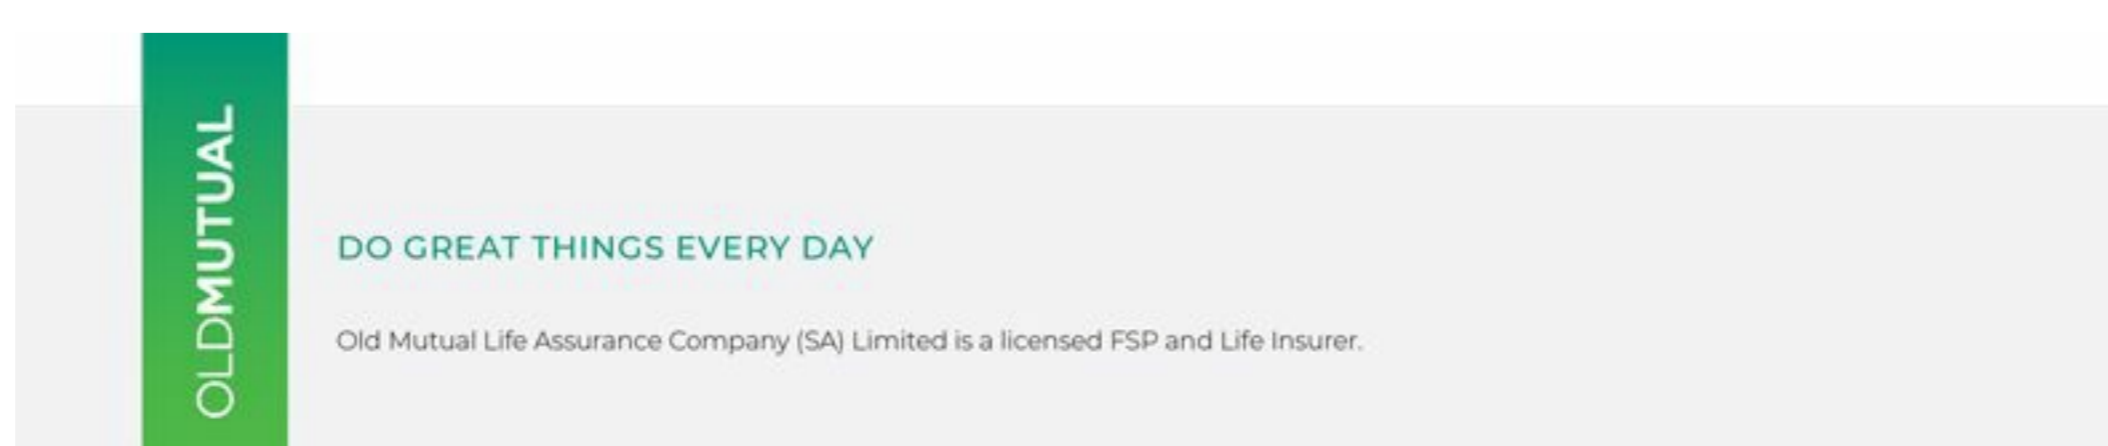 OLDMUTUAL
DO GREAT THINGS EVERY DAY
Old Mutual Life Assurance Company (SA) Limited is a licensed FSP and Life Insurer.